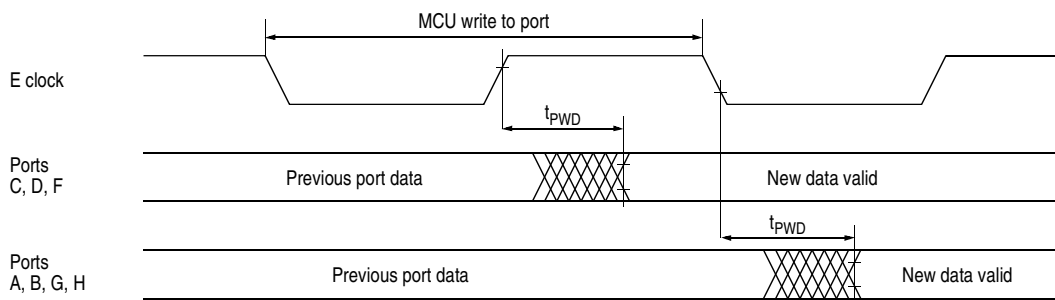 MCU write to port
E clock
tPWD
Ports
C, D, F
Previous port data
New data valid
tPWD
Ports
A, B, G, H
Previous port data
New data valid